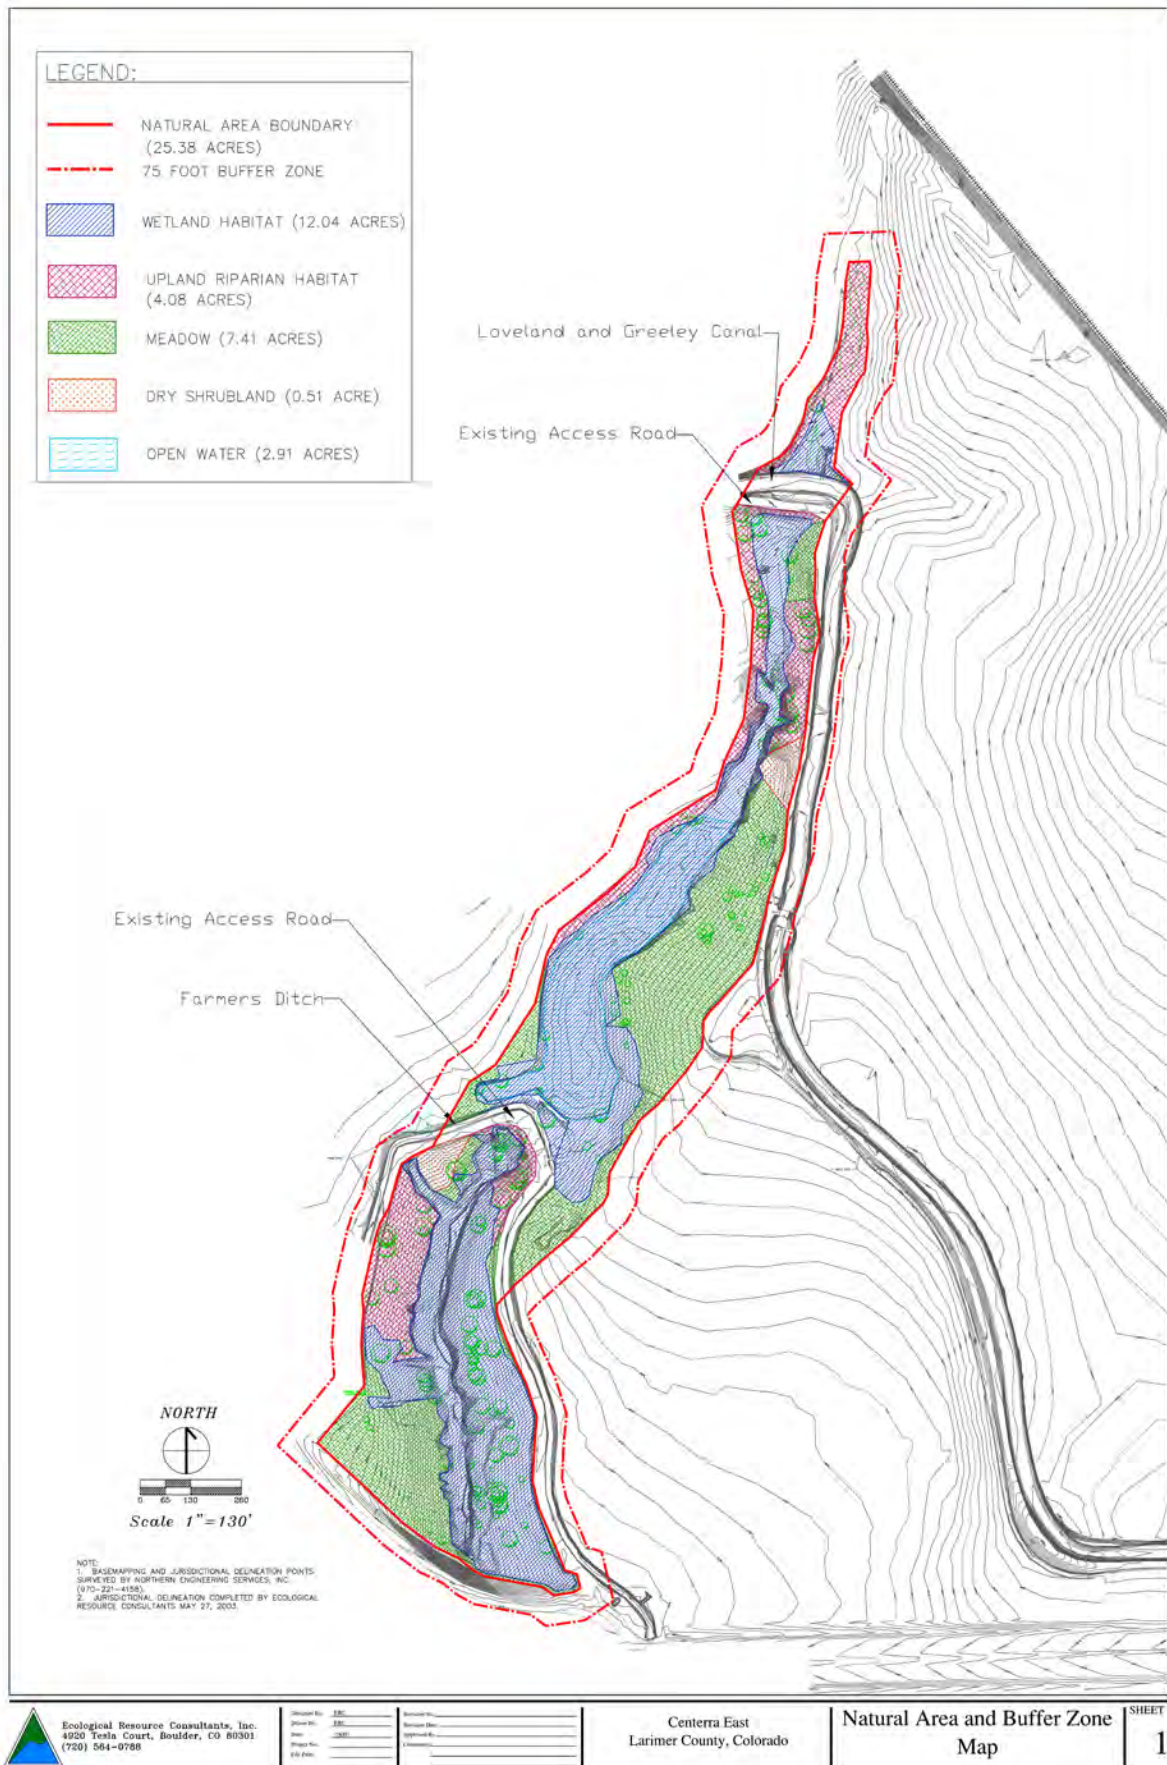 LEGEND:
NATURAL AREA BOUNDARY
(25.38 ACRES)
75 FOOT BUFFER ZONE
WETLAND HABITAT (12.04 ACRES)
UPLAND RIPARIAN HABITAT
(4.08 ACRES)
MEADOW (7.41 ACRES)
DRY SHRUBLAND (0.51 ACRE)
OPEN WATER (2.91 ACRES)
Loveland and Greeley Canal
Existing Access Road
Existing Access Road
Farmers Ditch
NORTH
0 65 130 260
Scale 1"=130'
NOTE:
1. BASEMAPPING AND JURISDICTIONAL DELINEATION POINTS
SURVEYED BY NORTHERN ENGINEERING SERVICES, INC.
(970-221-4158).
2. JURISDICTIONAL DELINEATION COMPLETED BY ECOLOGICAL
RESOURCE CONSULTANTS MAY 27, 2003.
Ecological Resource Consultants, Inc.
4920 Tesla Court, Boulder, CO 80301
(720) 564-0788
Centerra East
Larimer County, Colorado
Natural Area and Buffer Zone
Map
SHEET
1